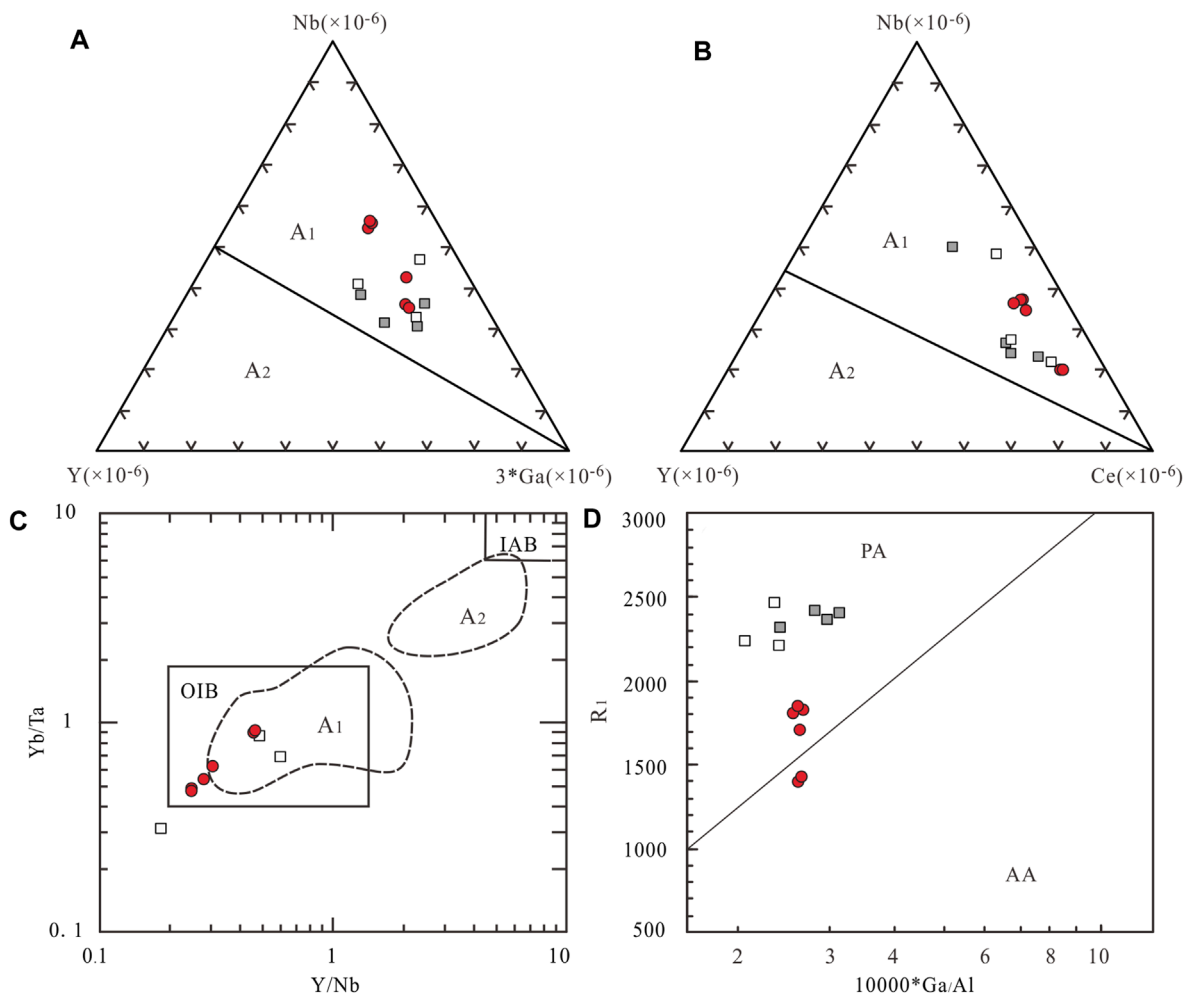 A
Nb(×10-6)
A1
A2
Y(×10-6)
3*Ga(×10-6)
B
Nb(×10-6)
A1
A2
Y(×10-6)
Ce(×10-6)
C
10
IAB
A2
OIB
A1
Yb/Ta
1
0.1
0.1
1
10
Y/Nb
D
3000
PA
2500
2000
R1
1500
1000
AA
500
2
3
4
6
8
10
10000*Ga/Al